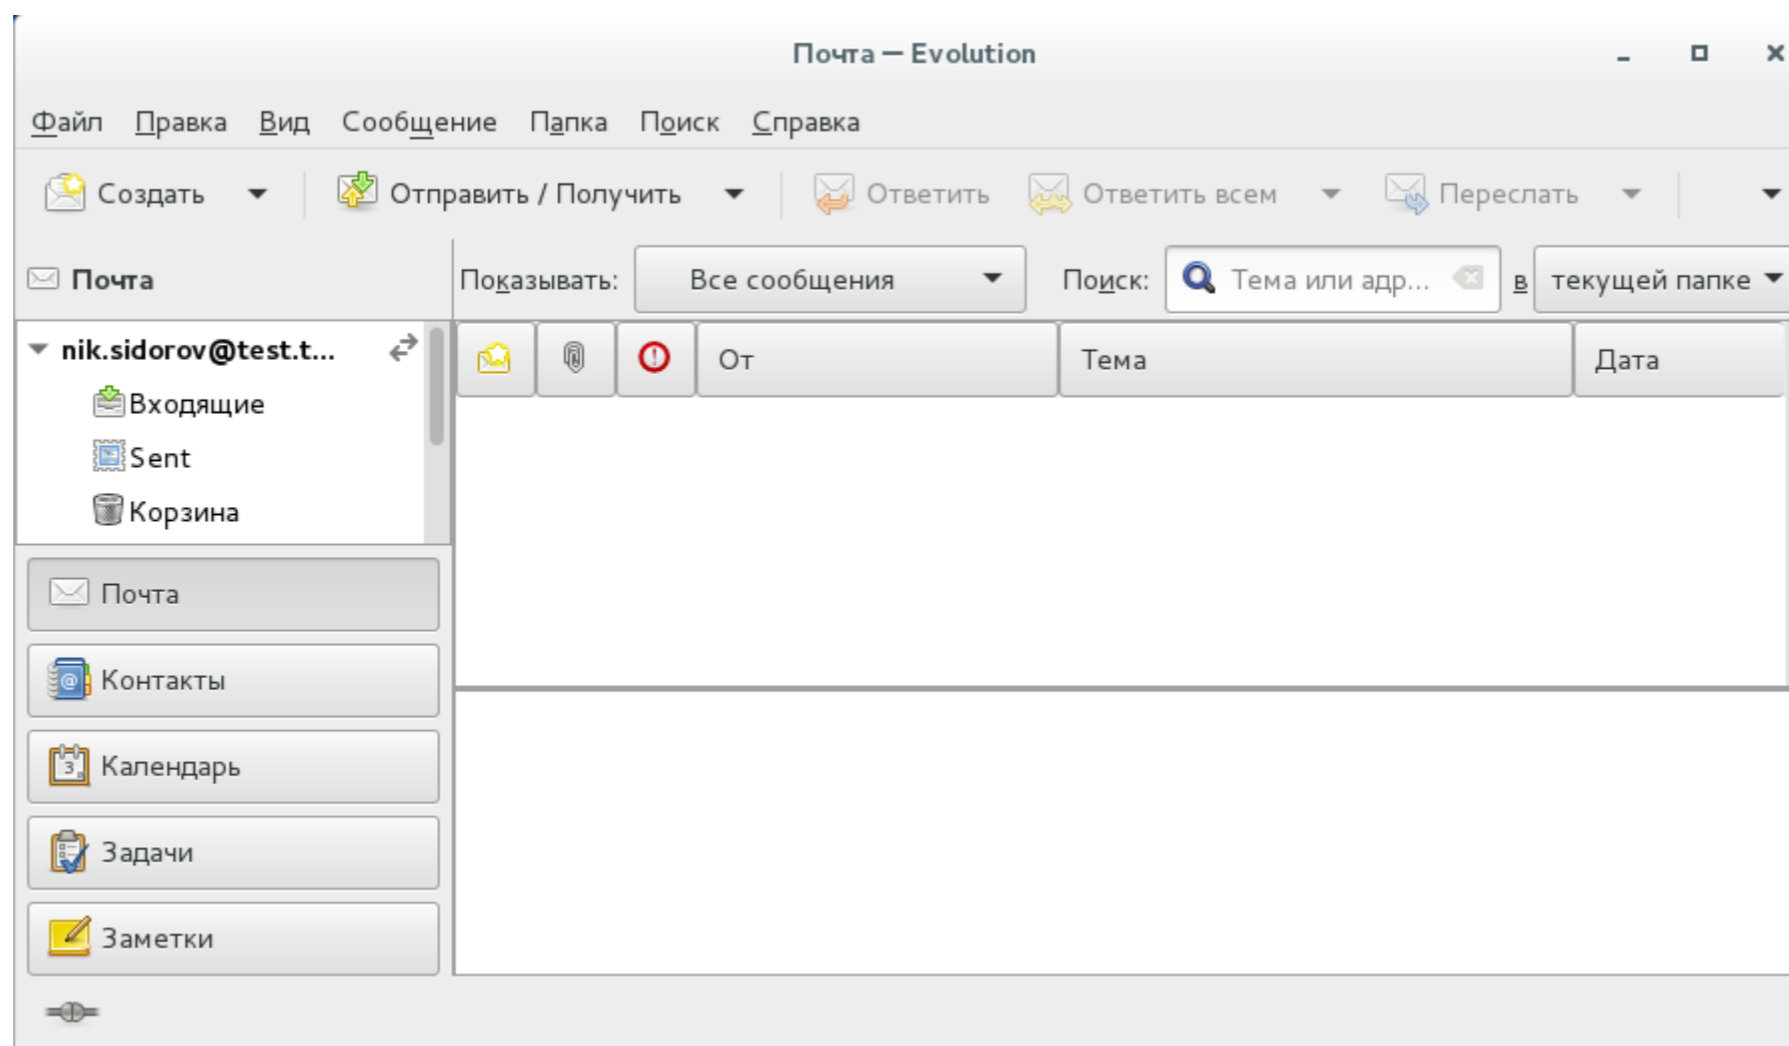 Почта — Evolution
Файл Правка Вид Сообщение Папка Поиск Справка
Создать Отправить / Получить Ответить Ответить всем Переслать
Почта Показывать: Все сообщения Поиск: Тема или адр... в текущей папке
nik.sidorov@test.t... От Тема Дата
Входящие
Sent
Корзина
Почта
Контакты
Календарь
Задачи
Заметки